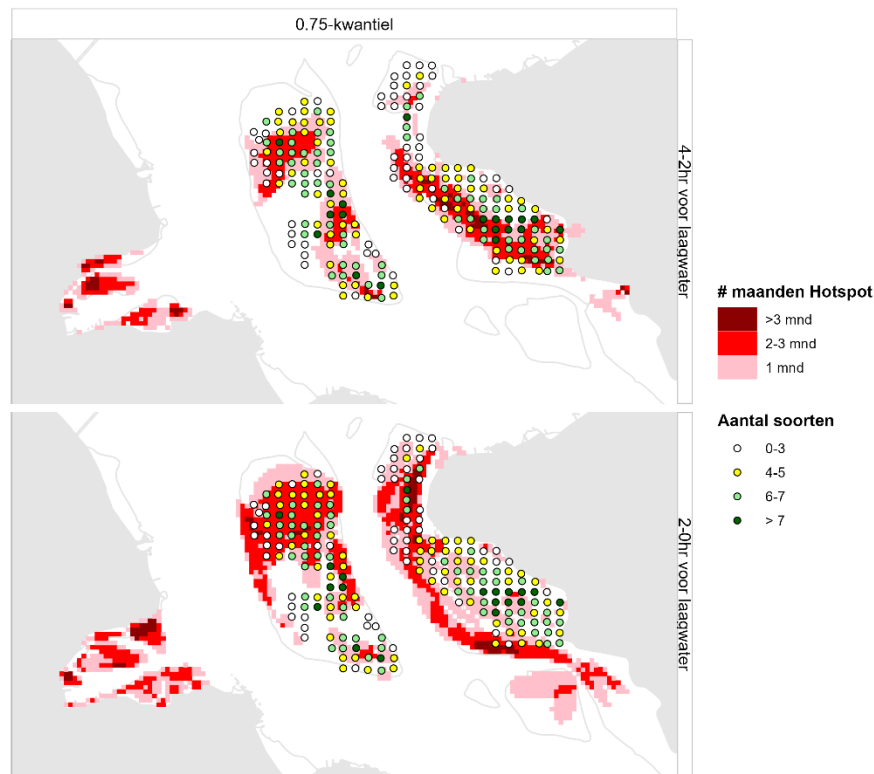 0.75-kwantiel
4-2hr voor laagwater
# maanden Hotspot
>3 mnd
2-3 mnd
1 mnd
Aantal soorten
0-3
4-5
6-7
> 7
2-0hr voor laagwater